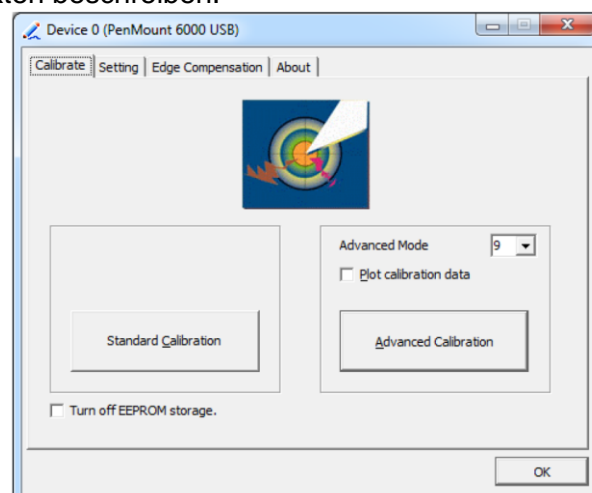 beschreiben.
Device 0 (PenMount 6000 USB)
Calibrate Setting Edge Compensation About
Advanced Mode 9
Plot calibration data
Standard Calibration Advanced Calibration
Turn off EEPROM storage.
OK